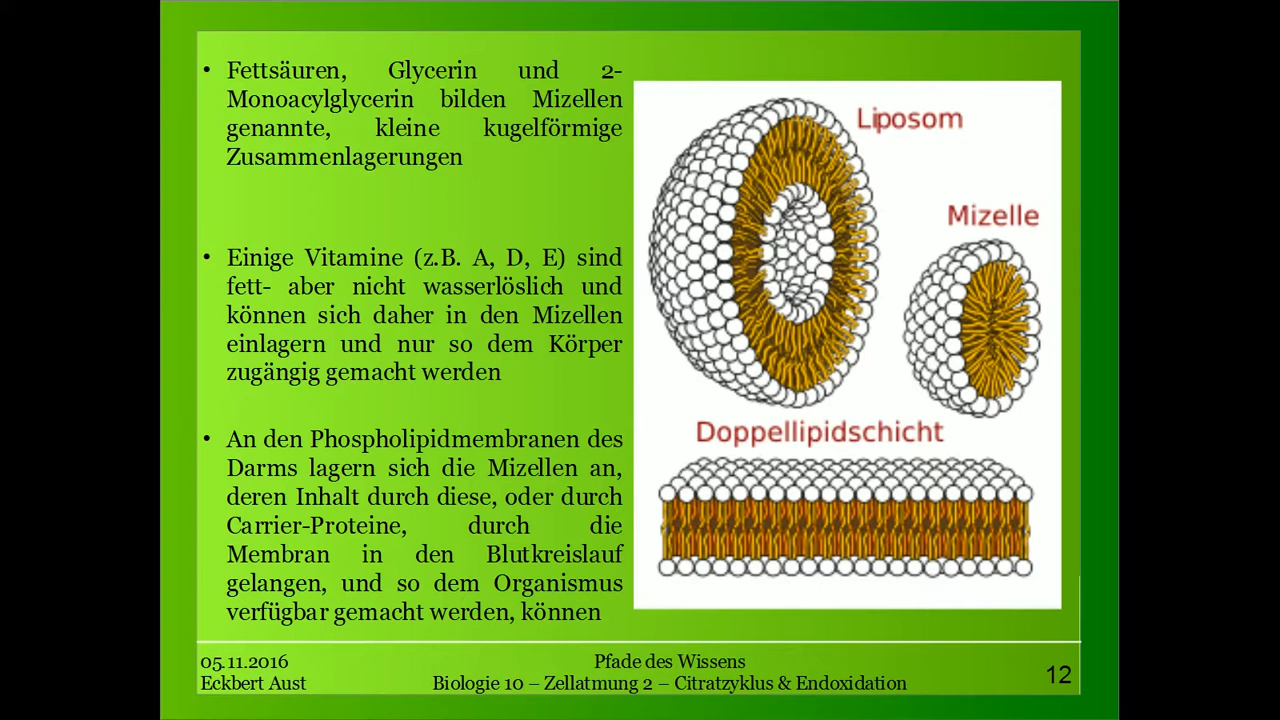 • Fettsäuren, Glycerin und 2-
Monoacylglycerin bilden Mizellen
genannte, kleine kugelförmige
Zusammenlagerungen
• Einige Vitamine (z.B. A, D, E) sind
fett- aber nicht wasserlöslich und
können sich daher in den Mizellen
einlagern und nur so dem Körper
zugängig gemacht werden
• An den Phospholipidmembranen des
Darms lagern sich die Mizellen an,
deren Inhalt durch diese, oder durch
Carrier-Proteine, durch die
Membran in den Blutkreislauf
gelangen, und so dem Organismus
verfügbar gemacht werden, können
Liposom
Mizelle
Doppellipidschicht
05.11.2016
Eckbert Aust
Pfade des Wissens
Biologie 10 – Zellatmung 2 – Citratzyklus & Endoxidation
12